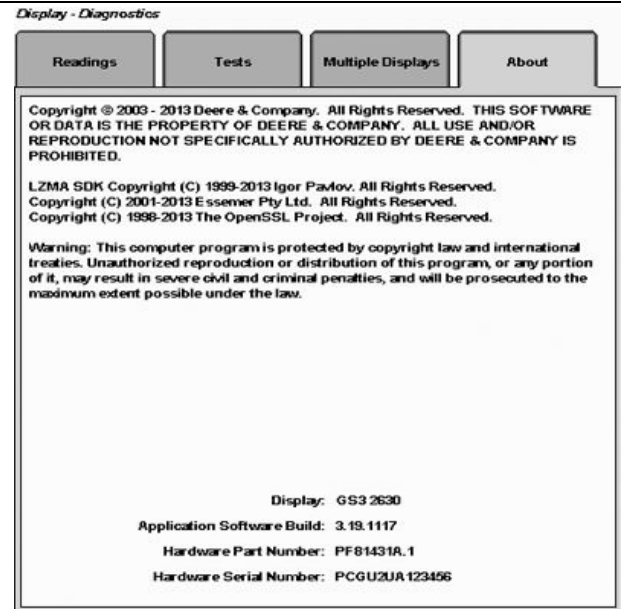 Display - Diagnostics
Readings
Tests
Multiple Displays
About
Copyright © 2003 - 2013 Deere & Company. All Rights Reserved. THIS SOFTWARE
OR DATA IS THE PROPERTY OF DEERE & COMPANY. ALL USE AND/OR
REPRODUCTION NOT SPECIFICALLY AUTHORIZED BY DEERE & COMPANY IS
PROHIBITED.
LZMA SDK Copyright (C) 1999-2013 Igor Pavlov. All Rights Reserved.
Copyright (C) 2001-2013 Essemer Pty Ltd. All Rights Reserved.
Copyright (C) 1998-2013 The OpenSSL Project. All Rights Reserved.
Warning: This computer program is protected by copyright law and international
treaties. Unauthorized reproduction or distribution of this program, or any portion
of it, may result in severe civil and criminal penalties, and will be prosecuted to the
maximum extent possible under the law.
Display: GS3 2630
Application Software Build: 3.19.1117
Hardware Part Number: PF81431A.1
Hardware Serial Number: PCGU2UA123456